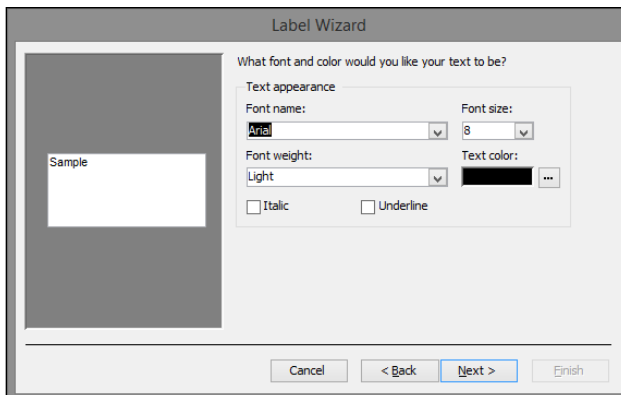 Label Wizard
What font and color would you like your text to be?
Text appearance
Font name:
Font size:
Arial
8
Sample
Font weight:
Text color:
Light
...
Italic
Underline
Cancel
< Back
Next >
Finish